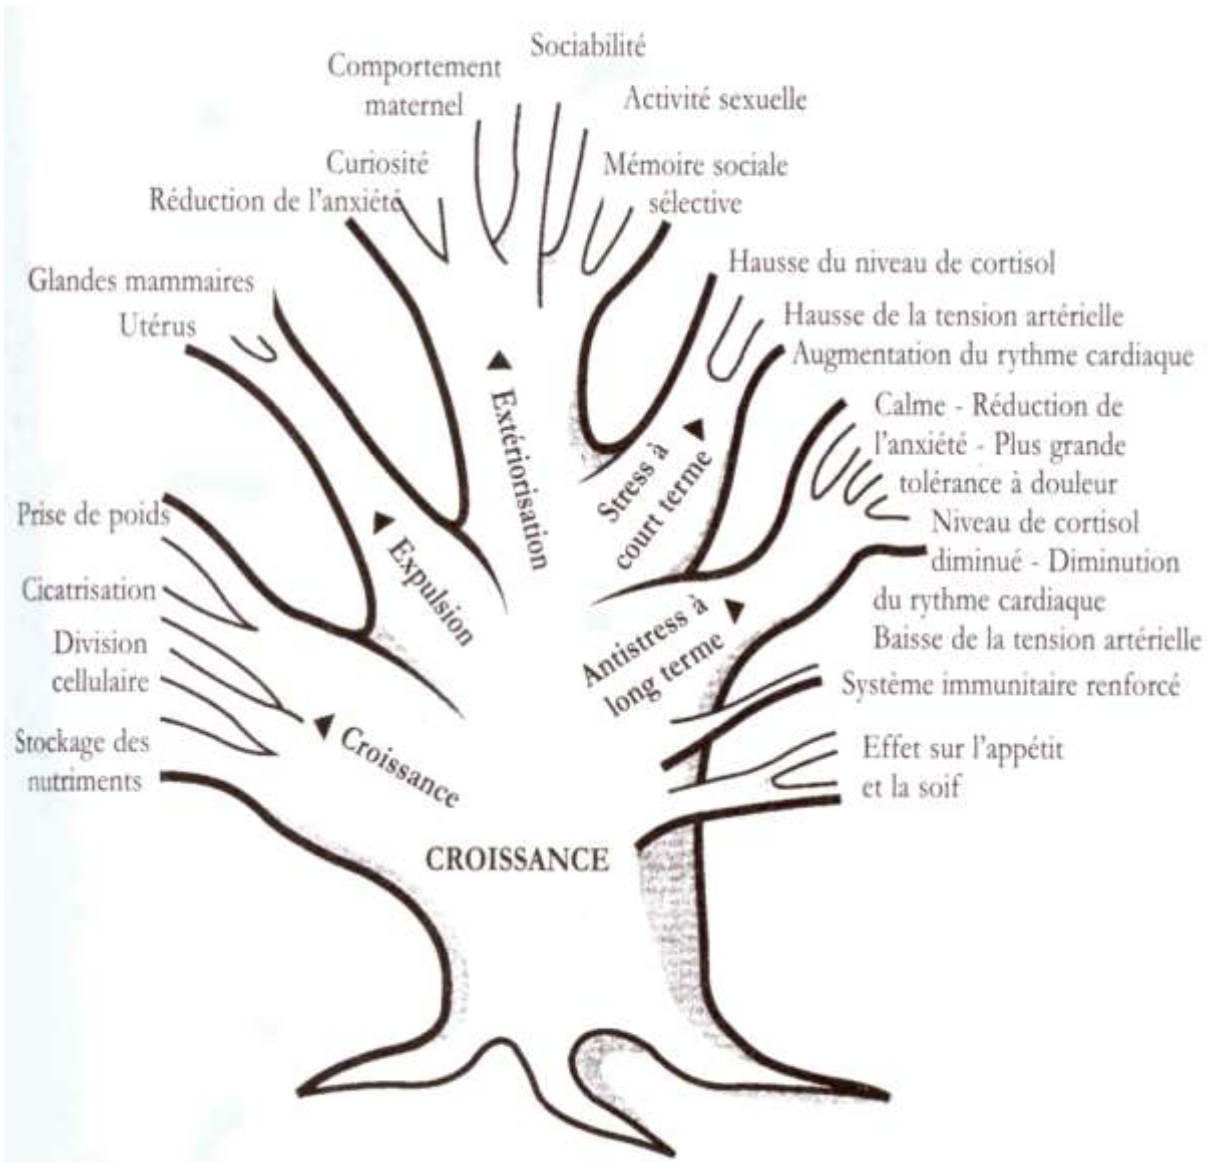 Sociabilité
Comportement
maternel
Activité sexuelle
Curiosité
Mémoire sociale
Réduction de l'anxiété
sélective
Glandes mammaires
Hausse du niveau de cortisol
Utérus
Hausse de la tension artérielle
Augmentation du rythme cardiaque
Calme - Réduction de
l'anxiété - Plus grande
tolérance à douleur
Niveau de cortisol
diminué - Diminution
du rythme cardiaque
Baisse de la tension artérielle
Système immunitaire renforcé
Effet sur l'appétit
et la soif
Prise de poids
Cicatrisation
Division
cellulaire
Stockage des
nutriments
Extériorisation
Stress à
court terme
Expulsion
Antistress à
long terme
Croissance
CROISSANCE